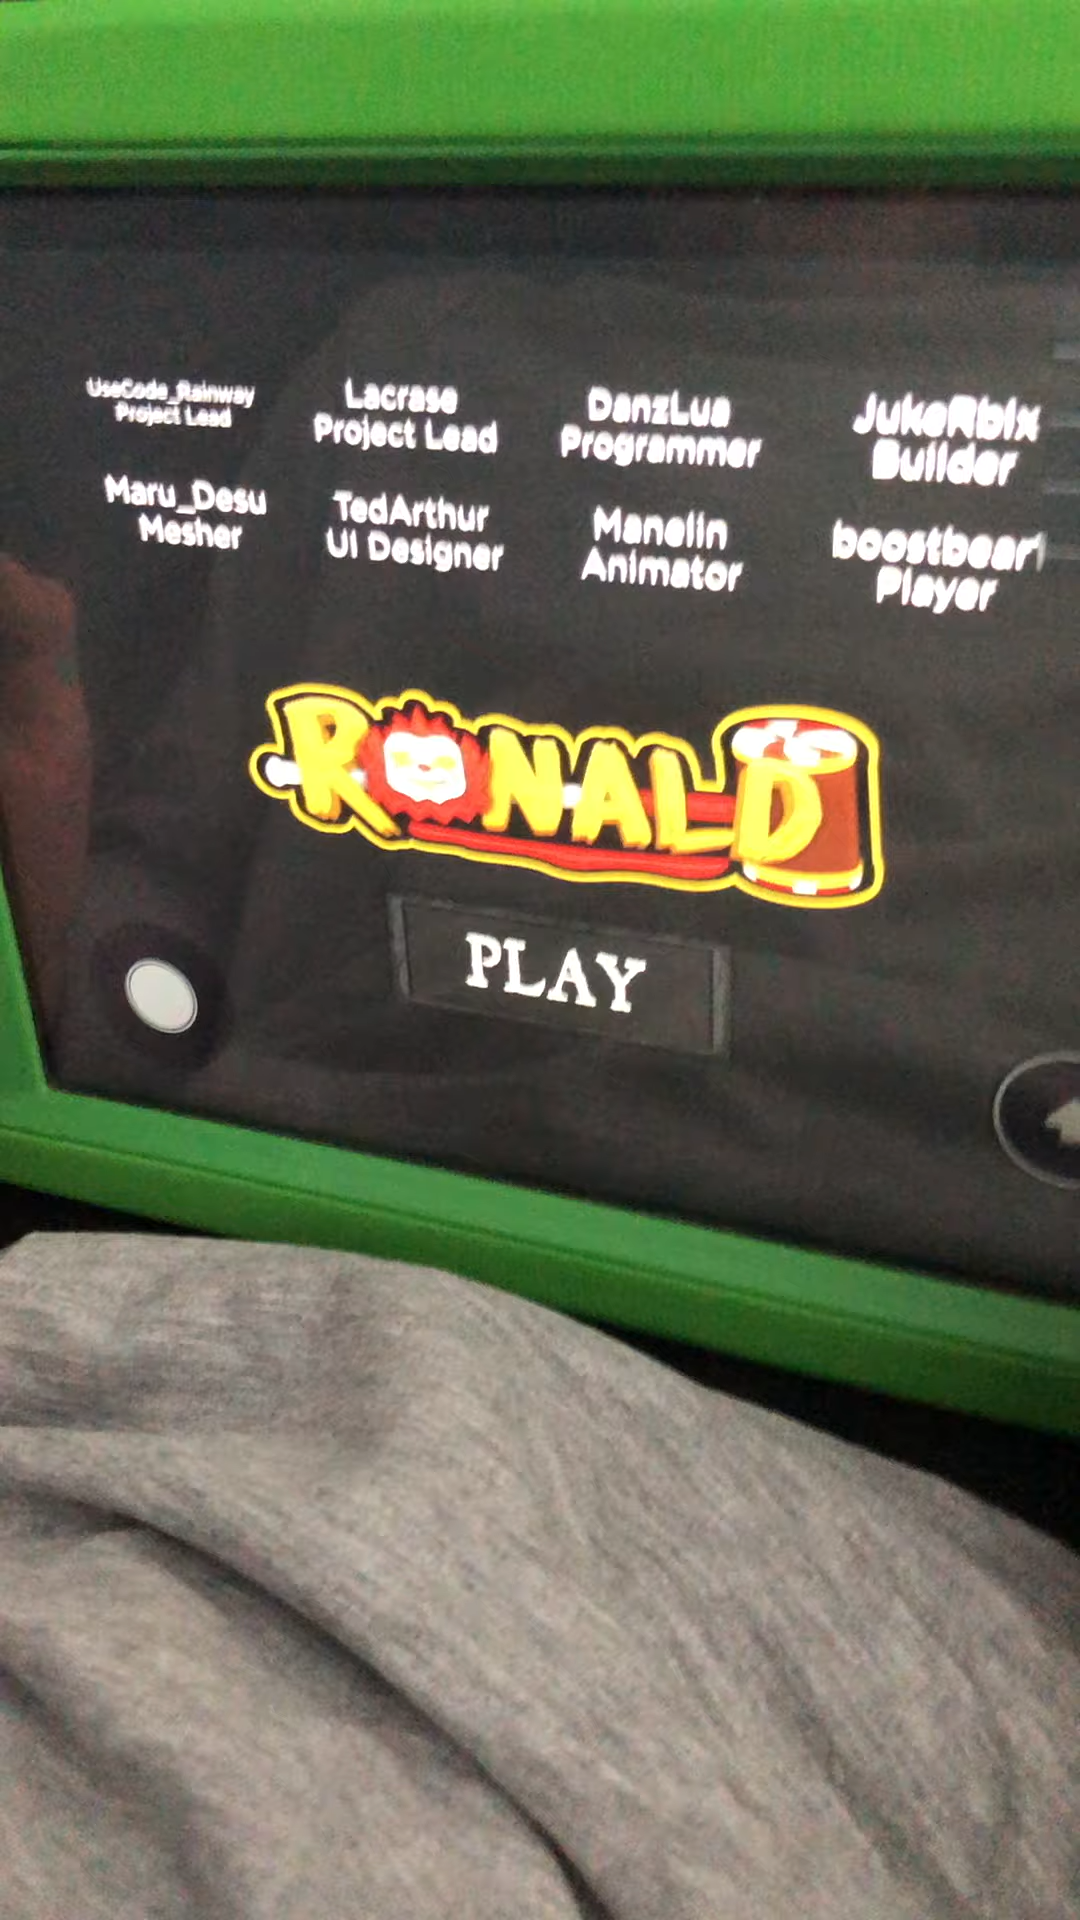 UseCode_Rainway
Project Lead
Lacrase
Project Lead
DanzLua
Programmer
JukeRblx
Builder
Maru_Desu
Mesher
TedArthur
UI Designer
Manelin
Animator
Player
RONALD
PLAY